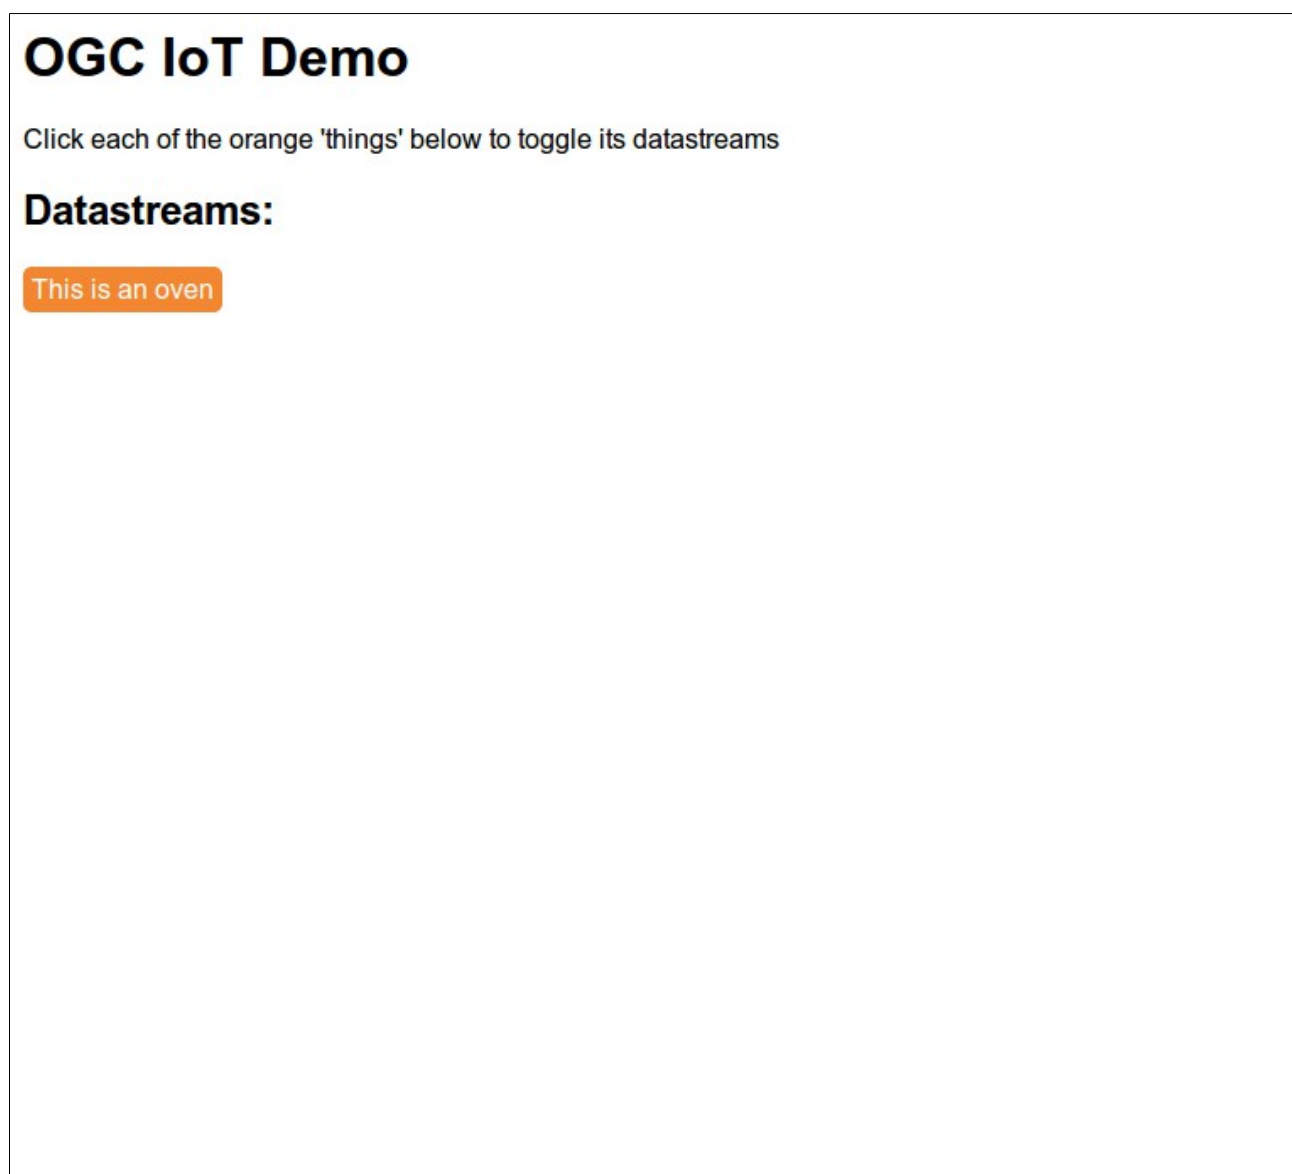 OGC IoT Demo
Click each of the orange 'things' below to toggle its datastreams
Datastreams:
This is an oven